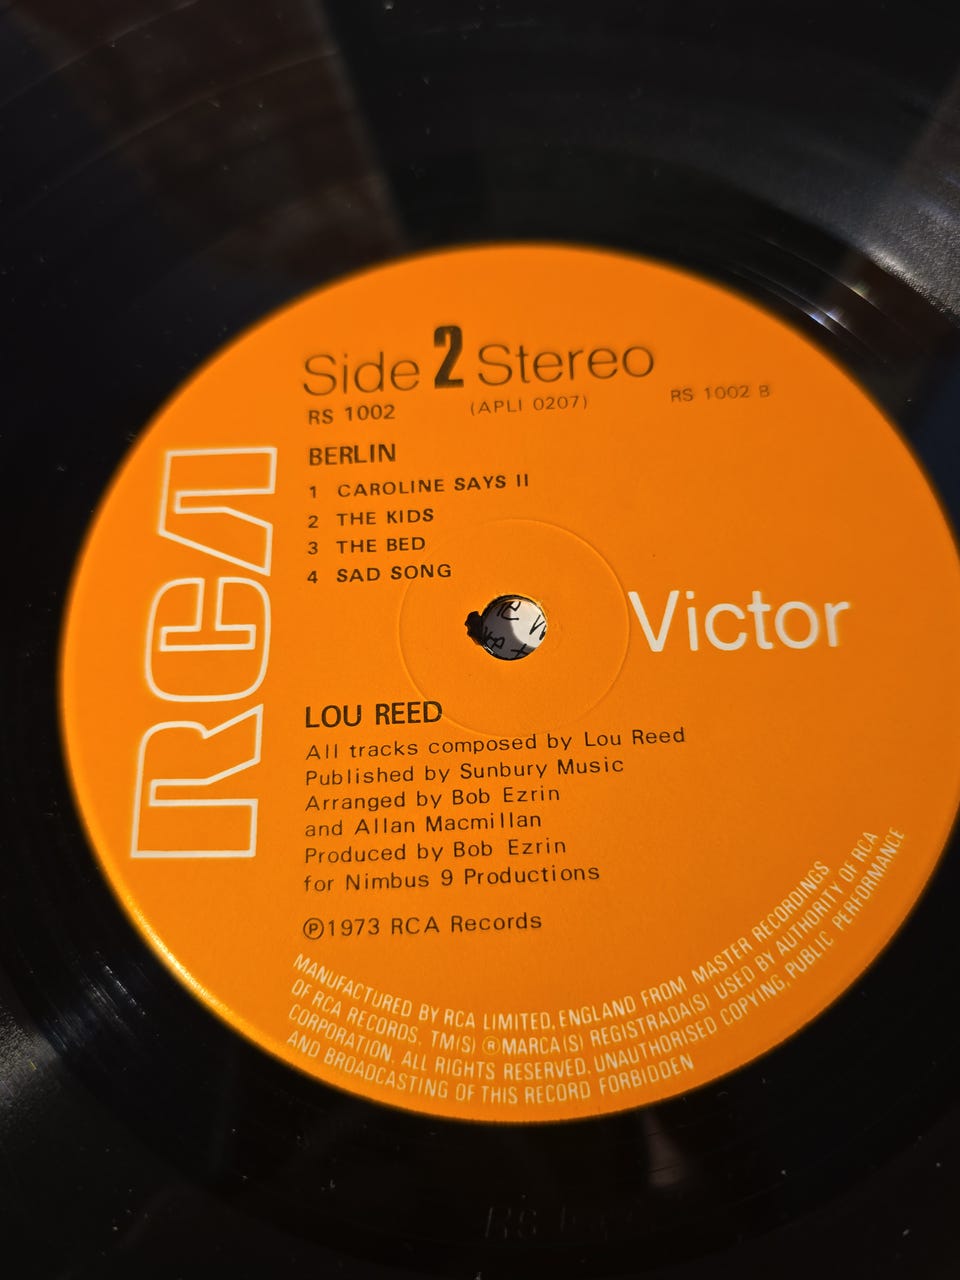 Side 2 Stereo
RS 1002 (APLI 0207) RS 1002 B
BERLIN
1 CAROLINE SAYS II
2 THE KIDS
3 THE BED
4 SAD SONG
RCA
Victor
LOU REED
All tracks composed by Lou Reed
Published by Sunbury Music
Arranged by Bob Ezrin
and Allan Macmillan
Produced by Bob Ezrin
for Nimbus 9 Productions
℗1973 RCA Records
MANUFACTURED BY RCA LIMITED, ENGLAND FROM MASTER RECORDINGS
OF RCA RECORDS, TM(S) ® MARCA(S) REGISTRADA(S) USED BY AUTHORITY OF RCA
CORPORATION. ALL RIGHTS RESERVED. UNAUTHORISED COPYING, PUBLIC PERFORMANCE
AND BROADCASTING OF THIS RECORD FORBIDDEN